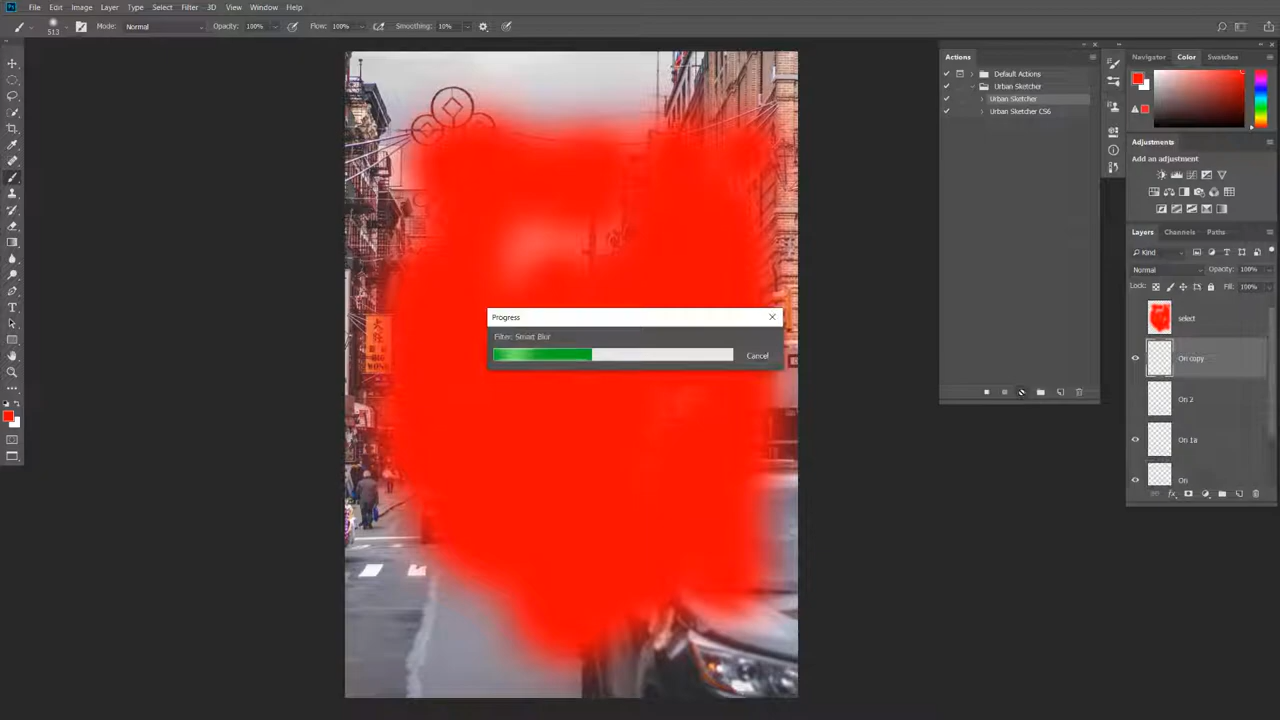 Ps File Edit Image Layer Type Select Filter 3D View Window Help
513 Mode: Normal Opacity: 100% Flow: 100% Smoothing: 10%
Actions
Default Actions
Urban Sketcher
Urban Sketcher
Urban Sketcher CS6
Navigator Color Swatches
Adjustments
Add an adjustment
Layers Channels Paths
Kind
Normal Opacity: 100%
Lock: Fill: 100%
select
On copy
On 2
On 1a
On
Progress
Filter: Smart Blur
Cancel